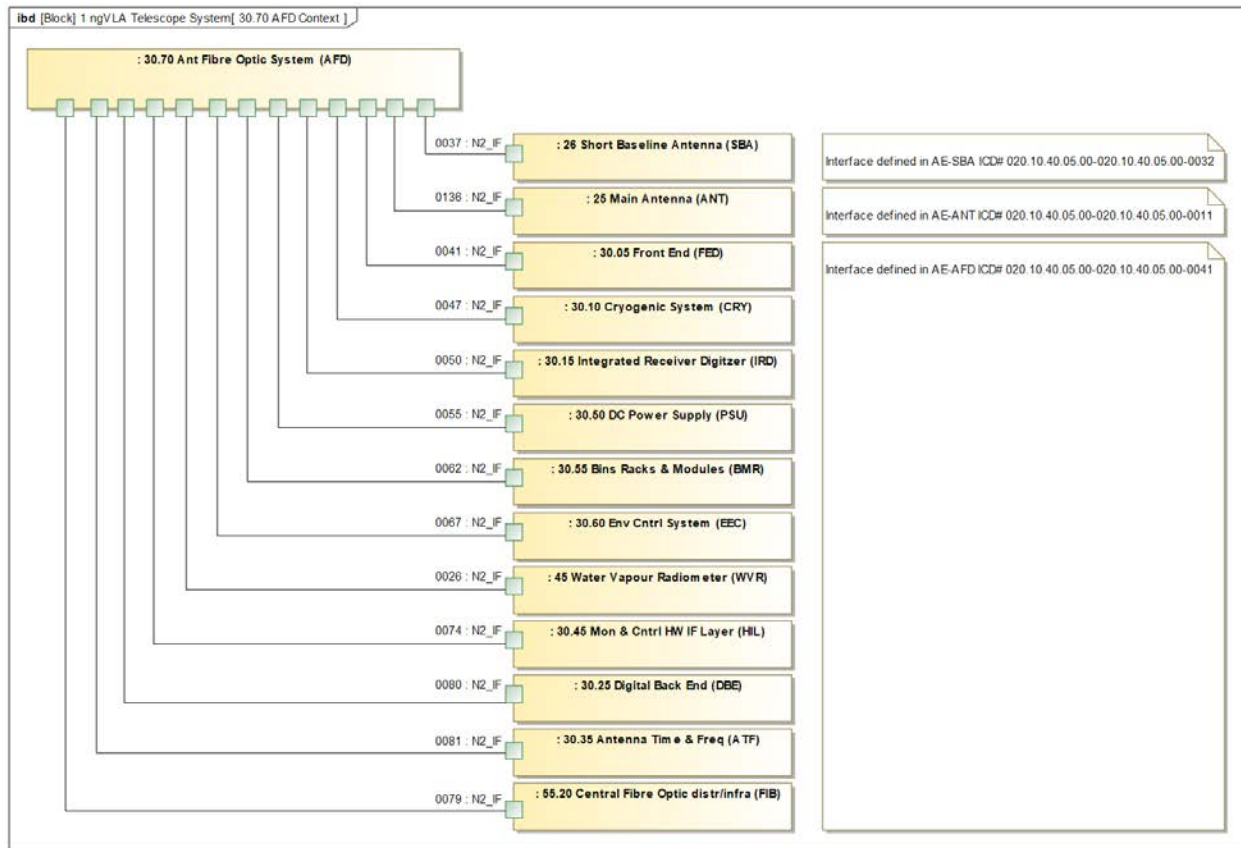 ibd [Block] 1 ngVLA Telescope System[ 30.70 AFD Context ]
: 30.70 Ant Fibre Optic System (AFD)
0037 : N2_IF
: 26 Short Baseline Antenna (SBA)
Interface defined in AE-SBA ICD# 020.10.40.05.00-020.10.40.05.00-0032
0136 : N2_IF
: 25 Main Antenna (ANT)
Interface defined in AE-ANT ICD# 020.10.40.05.00-020.10.40.05.00-0011
0041 : N2_IF
: 30.05 Front End (FED)
Interface defined in AE-AFD ICD# 020.10.40.05.00-020.10.40.05.00-0041
0047 : N2_IF
: 30.10 Cryogenic System (CRY)
0050 : N2_IF
: 30.15 Integrated Receiver Digitzer (IRD)
0055 : N2_IF
: 30.50 DC Power Supply (PSU)
0062 : N2_IF
: 30.55 Bins Racks & Modules (BMR)
0067 : N2_IF
: 30.60 Env Cntrl System (EEC)
0026 : N2_IF
: 45 Water Vapour Radiometer (WVR)
0074 : N2_IF
: 30.45 Mon & Cntrl HW IF Layer (HIL)
0080 : N2_IF
: 30.25 Digital Back End (DBE)
0081 : N2_IF
: 30.35 Antenna Time & Freq (ATF)
0079 : N2_IF
: 55.20 Central Fibre Optic distr/infra (FIB)